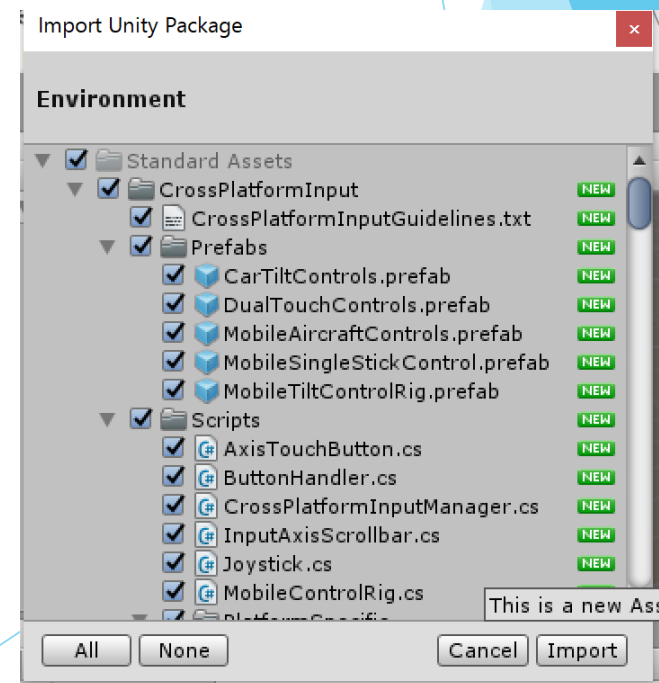 Import Unity Package
Environment
Standard Assets
CrossPlatformInput NEW
CrossPlatformInputGuidelines.txt NEW
Prefabs NEW
CarTiltControls.prefab NEW
DualTouchControls.prefab NEW
MobileAircraftControls.prefab NEW
MobileSingleStickControl.prefab NEW
MobileTiltControlRig.prefab NEW
Scripts NEW
AxisTouchButton.cs NEW
ButtonHandler.cs NEW
CrossPlatformInputManager.cs NEW
InputAxisScrollbar.cs NEW
Joystick.cs NEW
MobileControlRig.cs
This is a new Ass
PlatformSpecific
All None Cancel Import